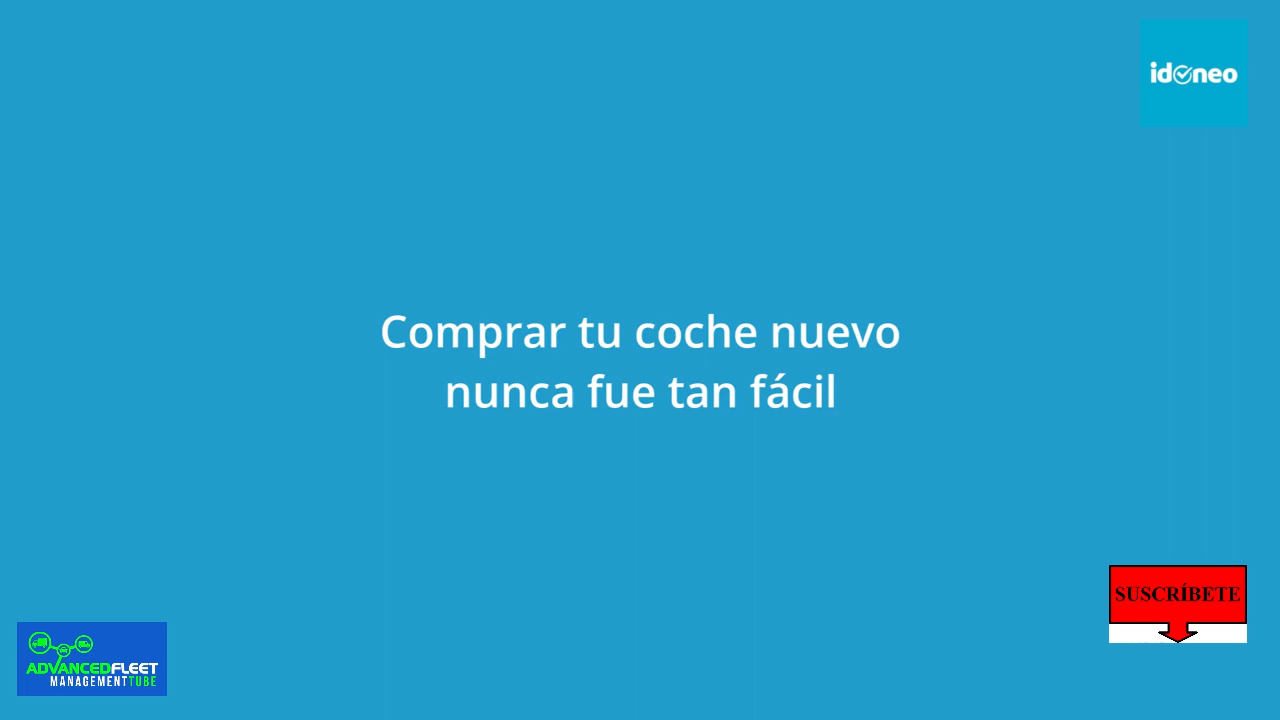 idoneo
Comprar tu coche nuevo
nunca fue tan fácil
SUSCRÍBETE
ADVANCEDFLEET
MANAGEMENTTUBE